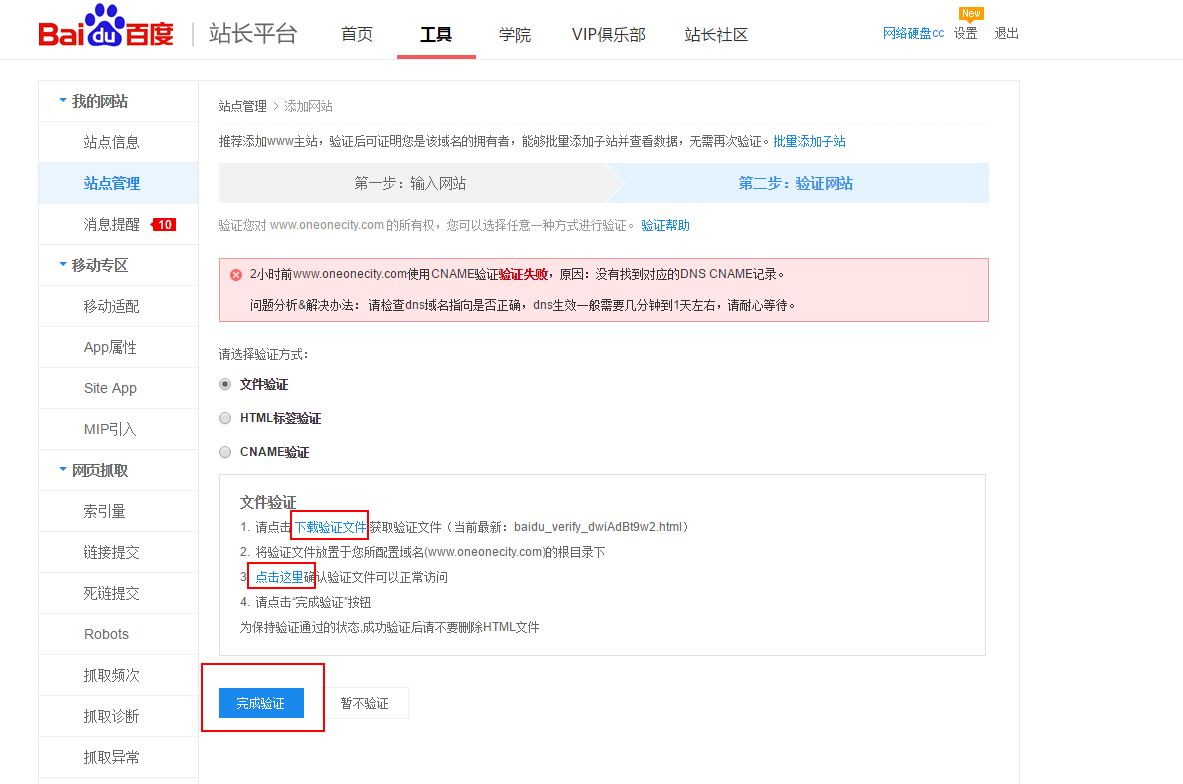 Bai du 百度 | 站长平台
首页 工具 学院 VIP俱乐部 站长社区
New
网络硬盘cc 设置 退出
我的网站
站点信息
站点管理
消息提醒 10
移动专区
移动适配
App属性
Site App
MIP引入
网页抓取
索引量
链接提交
死链提交
Robots
抓取频次
抓取诊断
抓取异常
站点管理 > 添加网站
推荐添加www主站，验证后可证明您是该域名的拥有者，能够批量添加子站并查看数据，无需再次验证。批量添加子站
第一步：输入网站 第二步：验证网站
验证您对 www.oneonecity.com 的所有权，您可以选择任意一种方式进行验证。 验证帮助
2小时前www.oneonecity.com使用CNAME验证验证失败，原因：没有找到对应的DNS CNAME记录。
问题分析&解决办法： 请检查dns域名指向是否正确，dns生效一般需要几分钟到1天左右，请耐心等待。
请选择验证方式：
文件验证
HTML标签验证
CNAME验证
文件验证
1. 请点击 下载验证文件 获取验证文件（当前最新：baidu_verify_dwiAdBt9w2.html）
2. 将验证文件放置于您所配置域名(www.oneonecity.com)的根目录下
3. 点击这里确认验证文件可以正常访问
4. 请点击“完成验证”按钮
为保持验证通过的状态,成功验证后请不要删除HTML文件
完成验证 暂不验证